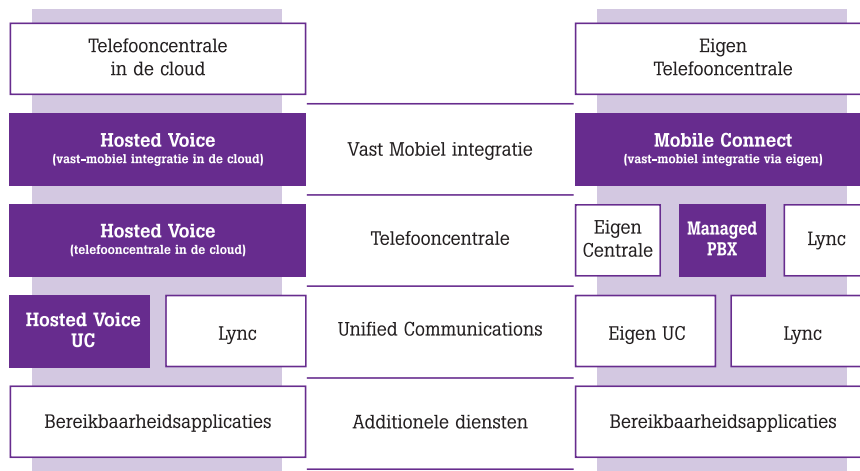 Telefooncentrale
in de cloud
Eigen
Telefooncentrale
Hosted Voice
(vast-mobiel integratie in de cloud)
Vast Mobiel integratie
Mobile Connect
(vast-mobiel integratie via eigen)
Hosted Voice
(telefooncentrale in de cloud)
Telefooncentrale
Eigen
Centrale
Managed
PBX
Lync
Hosted Voice
UC
Lync
Unified Communications
Eigen UC
Lync
Bereikbaarheidsapplicaties
Additionele diensten
Bereikbaarheidsapplicaties